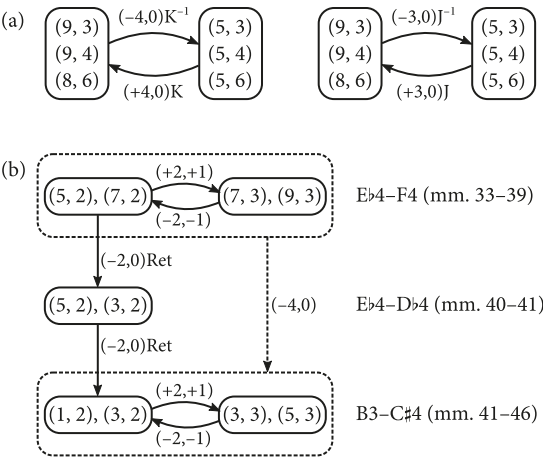 (a)
(−4,0)K⁻¹
(9, 3)
(9, 4)
(8, 6)
(5, 3)
(5, 4)
(5, 6)
(+4,0)K
(−3,0)J⁻¹
(9, 3)
(9, 4)
(8, 6)
(5, 3)
(5, 4)
(5, 6)
(+3,0)J
(b)
(+2,+1)
(5, 2), (7, 2)
(7, 3), (9, 3)
E♭4–F4 (mm. 33–39)
(−2,−1)
(−2,0)Ret
(5, 2), (3, 2)
(−4,0)
E♭4–D♭4 (mm. 40–41)
(−2,0)Ret
(+2,+1)
(1, 2), (3, 2)
(3, 3), (5, 3)
B3–C♯4 (mm. 41–46)
(−2,−1)